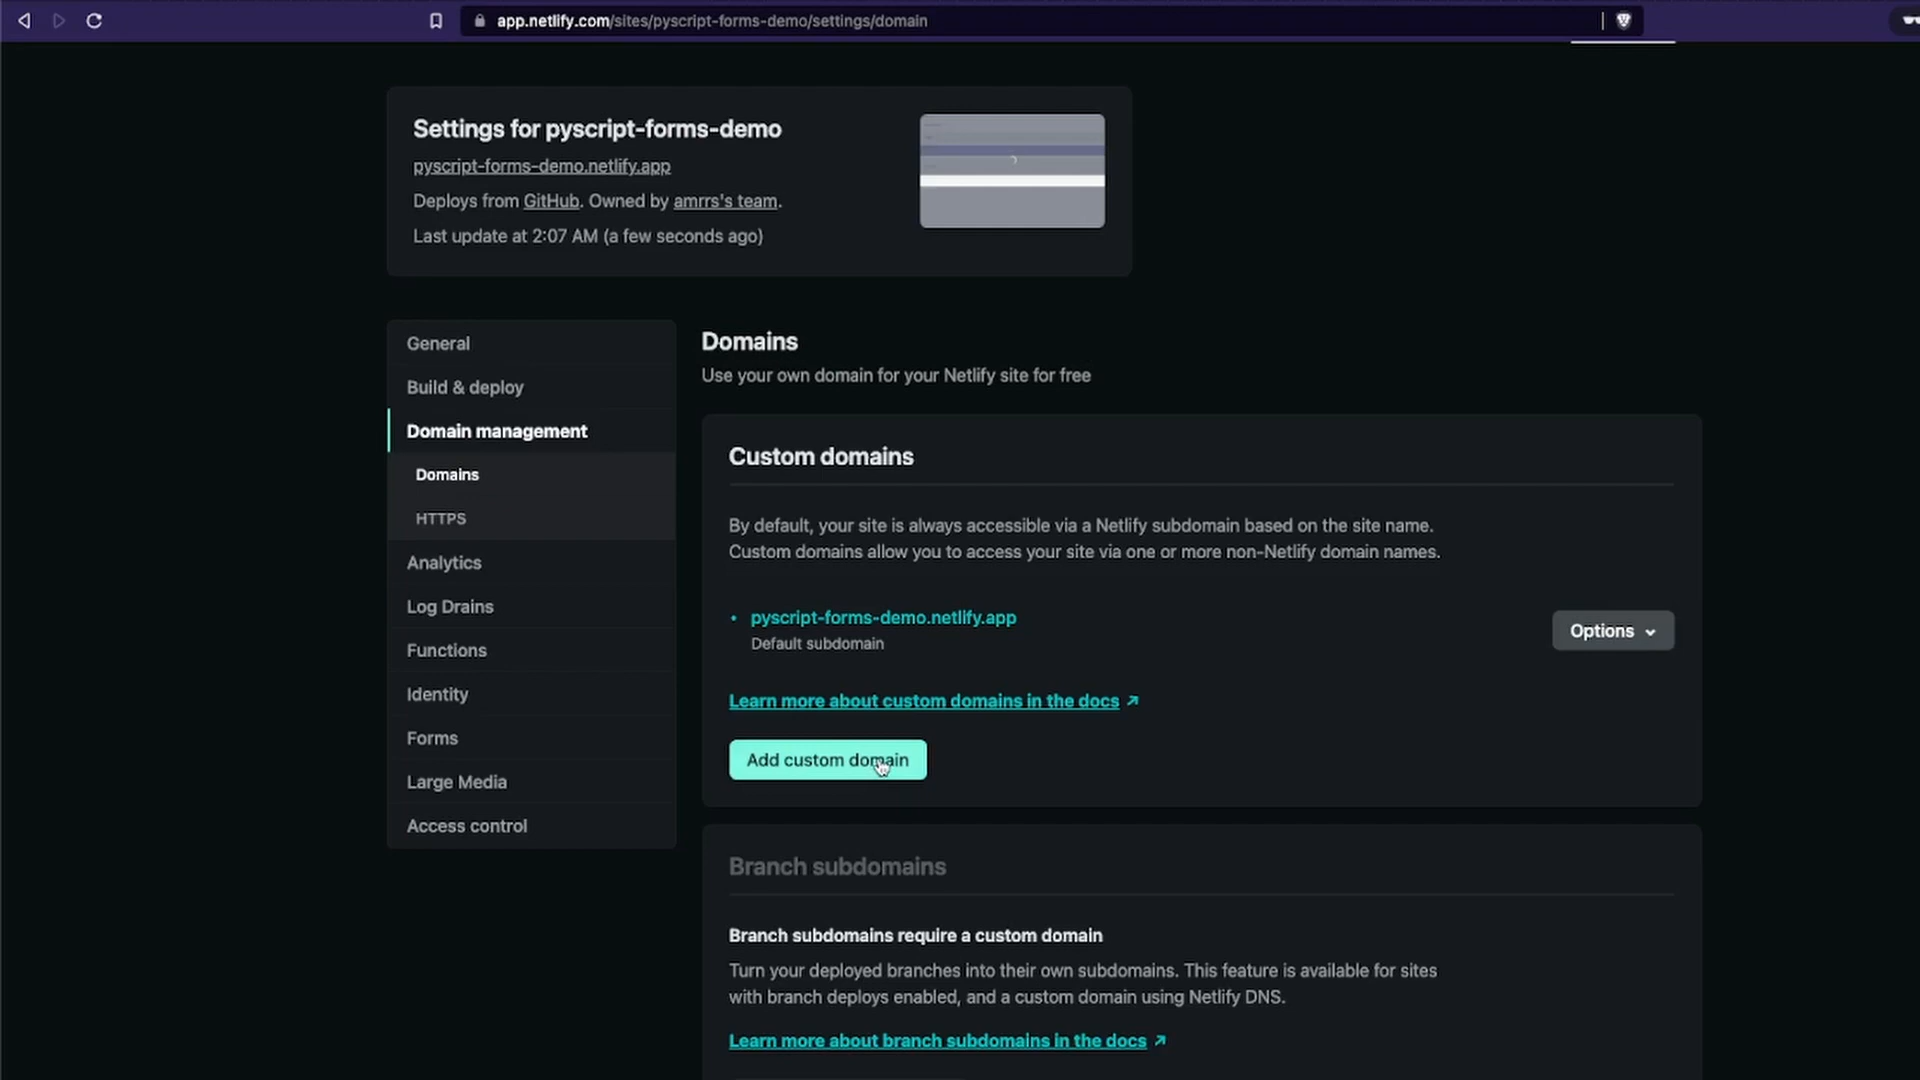 app.netlify.com/sites/pyscript-forms-demo/settings/domain
Settings for pyscript-forms-demo
pyscript-forms-demo.netlify.app
Deploys from GitHub. Owned by amrrs's team.
Last update at 2:07 AM (a few seconds ago)
General
Build & deploy
Domain management
Domains
HTTPS
Analytics
Log Drains
Functions
Identity
Forms
Large Media
Access control
Domains
Use your own domain for your Netlify site for free
Custom domains
By default, your site is always accessible via a Netlify subdomain based on the site name.
Custom domains allow you to access your site via one or more non-Netlify domain names.
• pyscript-forms-demo.netlify.app
Default subdomain
Options
Learn more about custom domains in the docs ↗
Add custom domain
Branch subdomains
Branch subdomains require a custom domain
Turn your deployed branches into their own subdomains. This feature is available for sites
with branch deploys enabled, and a custom domain using Netlify DNS.
Learn more about branch subdomains in the docs ↗